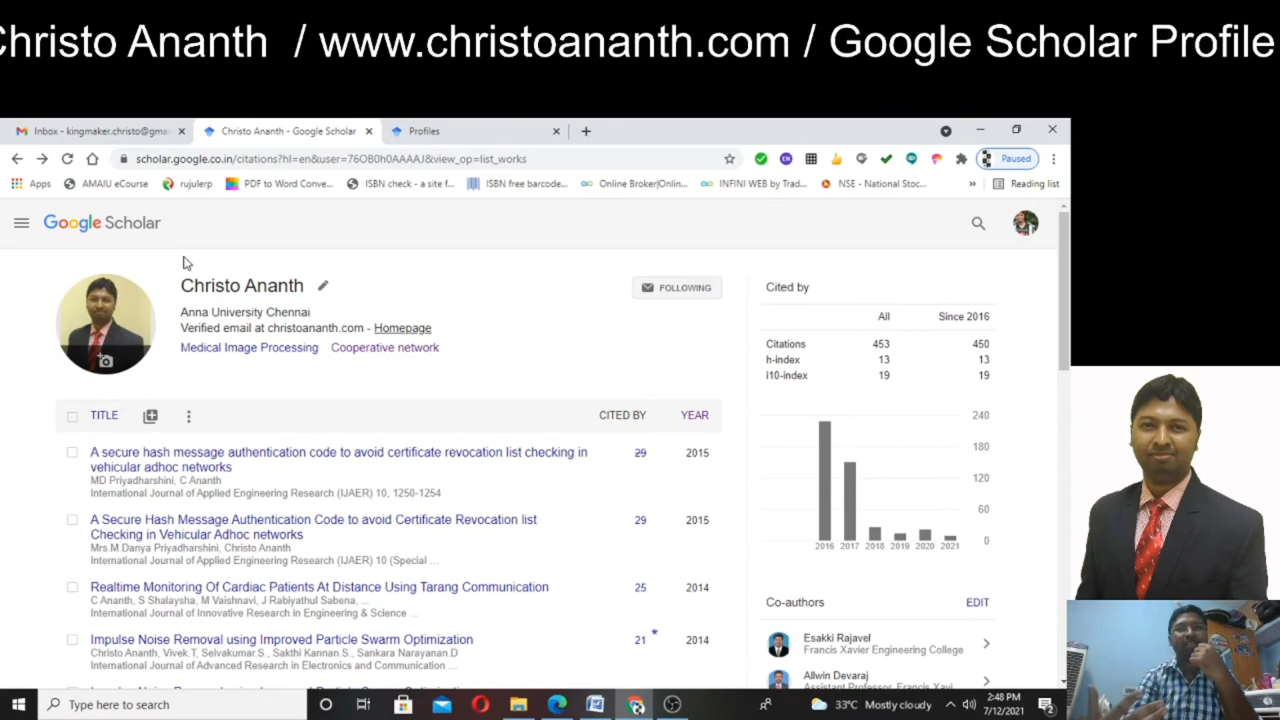 Christo Ananth / www.christoananth.com / Google Scholar Profile
Inbox - kingmaker.christo@gma
Christo Ananth - Google Scholar
Profiles
scholar.google.co.in/citations?hl=en&user=76OB0h0AAAAJ&view_op=list_works
Paused
Apps
AMAIU eCourse
rujulerp
PDF to Word Conve...
ISBN check - a site f...
ISBN free barcode...
Online Broker|Onlin...
INFINI WEB by Trad...
NSE - National Stoc...
»
Reading list
Google Scholar
Christo Ananth
Anna University Chennai
Verified email at christoananth.com - Homepage
Medical Image Processing Cooperative network
FOLLOWING
TITLE CITED BY YEAR
A secure hash message authentication code to avoid certificate revocation list checking in 29 2015
vehicular adhoc networks
MD Priyadharshini, C Ananth
International Journal of Applied Engineering Research (IJAER) 10, 1250-1254
A Secure Hash Message Authentication Code to avoid Certificate Revocation list 29 2015
Checking in Vehicular Adhoc networks
Mrs.M.Danya Priyadharshini, Christo Ananth
International Journal of Applied Engineering Research (IJAER) 10 (Special ...
Realtime Monitoring Of Cardiac Patients At Distance Using Tarang Communication 25 2014
C Ananth, S Shalaysha, M Vaishnavi, J Rabiyathul Sabena, ...
International Journal of Innovative Research in Engineering & Science ...
Impulse Noise Removal using Improved Particle Swarm Optimization 21 * 2014
Christo Ananth, Vivek.T, Selvakumar.S., Sakthi Kannan.S., Sankara Narayanan.D
International Journal of Advanced Research in Electronics and Communication ...
Cited by
All Since 2016
Citations 453 450
h-index 13 13
i10-index 19 19
240
180
120
60
0
2016 2017 2018 2019 2020 2021
Co-authors EDIT
Esakki Rajavel
Francis Xavier Engineering College
Allwin Devaraj
Assistant Professor, Francis Xavi...
Type here to search
33°C Mostly cloudy
2:48 PM
7/12/2021
2